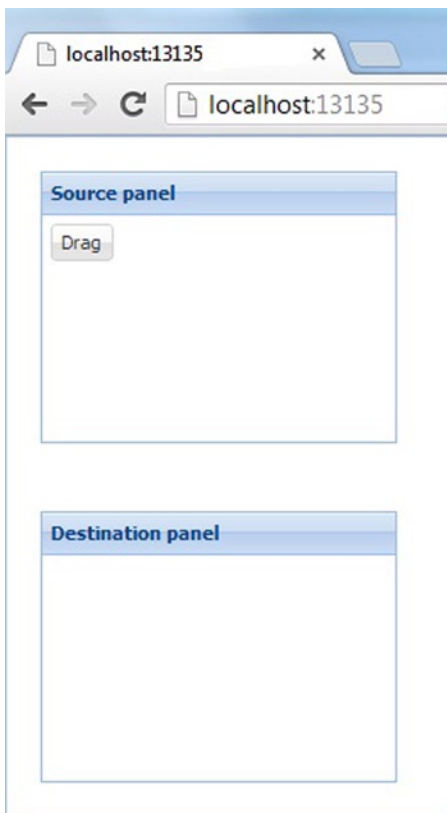 localhost:13135
localhost:13135
Source panel
Drag
Destination panel